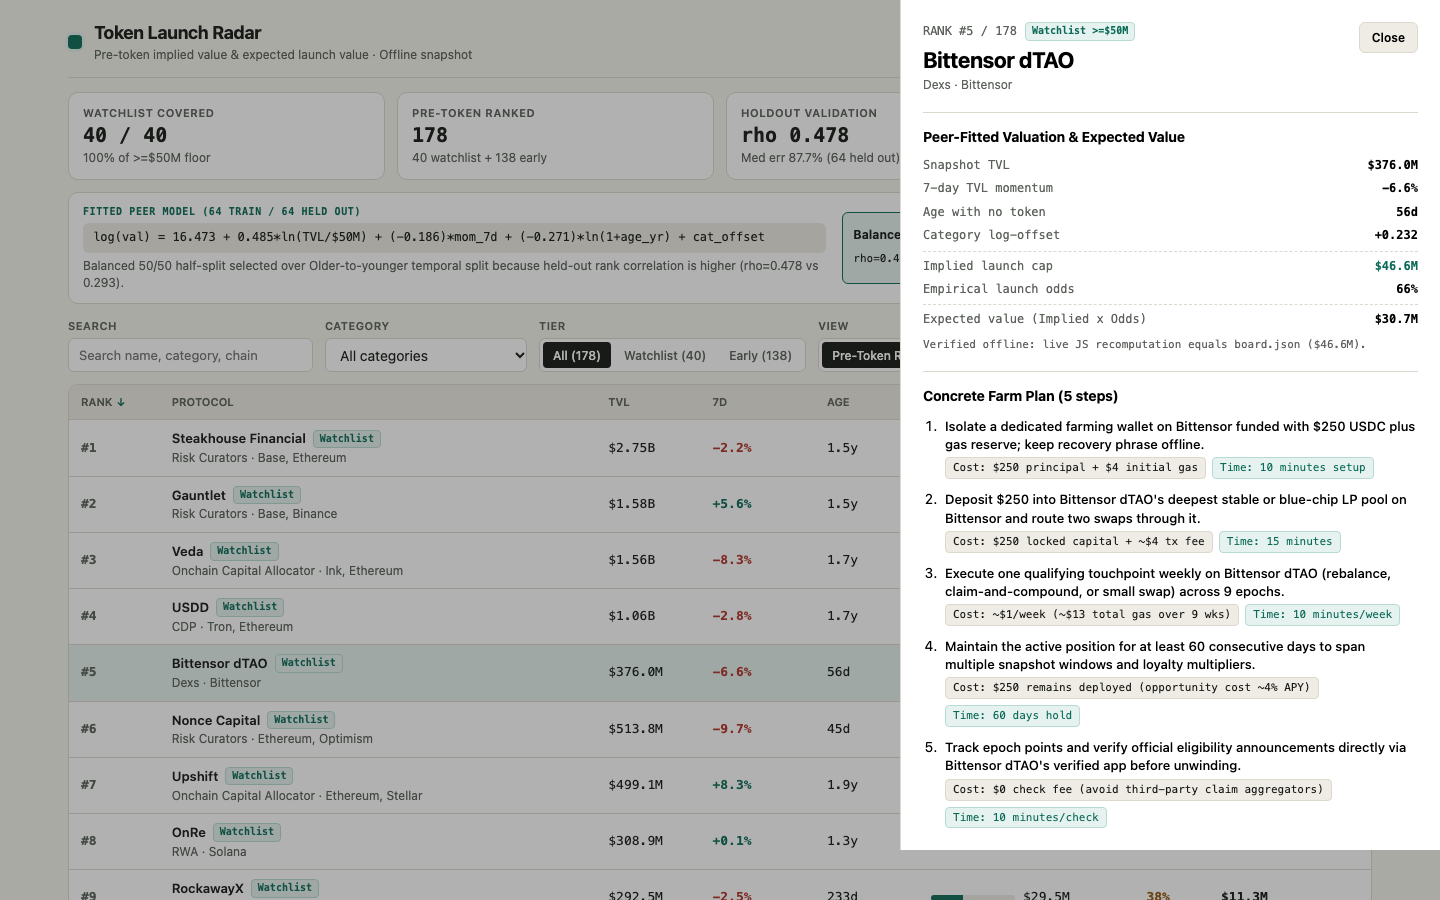 Token Launch Radar
Pre-token implied value & expected launch value · Offline snapshot
WATCHLIST COVERED
40 / 40
100% of >=$50M floor
PRE-TOKEN RANKED
178
40 watchlist + 138 early
HOLDOUT VALIDATION
rho 0.478
Med err 87.7% (64 held out)
FITTED PEER MODEL (64 TRAIN / 64 HELD OUT)
log(val) = 16.473 + 0.485*ln(TVL/$50M) + (-0.186)*mom_7d + (-0.271)*ln(1+age_yr) + cat_offset
Balanced 50/50 half-split selected over Older-to-younger temporal split because held-out rank correlation is higher (rho=0.478 vs
0.293).
Balance
rho=0.4
SEARCH
CATEGORY
TIER
VIEW
Search name, category, chain
All categories
All (178)
Watchlist (40)
Early (138)
Pre-Token R
RANK ↓
PROTOCOL
TVL
7D
AGE
#1
Steakhouse Financial
Watchlist
Risk Curators · Base, Ethereum
$2.75B
−2.2%
1.5y
#2
Gauntlet
Watchlist
Risk Curators · Base, Binance
$1.58B
+5.6%
1.5y
#3
Veda
Watchlist
Onchain Capital Allocator · Ink, Ethereum
$1.56B
−8.3%
1.7y
#4
USDD
Watchlist
CDP · Tron, Ethereum
$1.06B
−2.8%
1.7y
#5
Bittensor dTAO
Watchlist
Dexs · Bittensor
$376.0M
−6.6%
56d
#6
Nonce Capital
Watchlist
Risk Curators · Ethereum, Optimism
$513.8M
−9.7%
45d
#7
Upshift
Watchlist
Onchain Capital Allocator · Ethereum, Stellar
$499.1M
+8.3%
1.9y
#8
OnRe
Watchlist
RWA · Solana
$308.9M
+0.1%
1.3y
#9
RockawayX
Watchlist
$292.5M
−2.5%
233d
$29.5M
38%
$11.3M
RANK #5 / 178
Watchlist >=$50M
Close
Bittensor dTAO
Dexs · Bittensor
Peer-Fitted Valuation & Expected Value
Snapshot TVL
$376.0M
7-day TVL momentum
−6.6%
Age with no token
56d
Category log-offset
+0.232
Implied launch cap
$46.6M
Empirical launch odds
66%
Expected value (Implied x Odds)
$30.7M
Verified offline: live JS recomputation equals board.json ($46.6M).
Concrete Farm Plan (5 steps)
1. Isolate a dedicated farming wallet on Bittensor funded with $250 USDC plus
gas reserve; keep recovery phrase offline.
Cost: $250 principal + $4 initial gas
Time: 10 minutes setup
2. Deposit $250 into Bittensor dTAO's deepest stable or blue-chip LP pool on
Bittensor and route two swaps through it.
Cost: $250 locked capital + ~$4 tx fee
Time: 15 minutes
3. Execute one qualifying touchpoint weekly on Bittensor dTAO (rebalance,
claim-and-compound, or small swap) across 9 epochs.
Cost: ~$1/week (~$13 total gas over 9 wks)
Time: 10 minutes/week
4. Maintain the active position for at least 60 consecutive days to span
multiple snapshot windows and loyalty multipliers.
Cost: $250 remains deployed (opportunity cost ~4% APY)
Time: 60 days hold
5. Track epoch points and verify official eligibility announcements directly via
Bittensor dTAO's verified app before unwinding.
Cost: $0 check fee (avoid third-party claim aggregators)
Time: 10 minutes/check